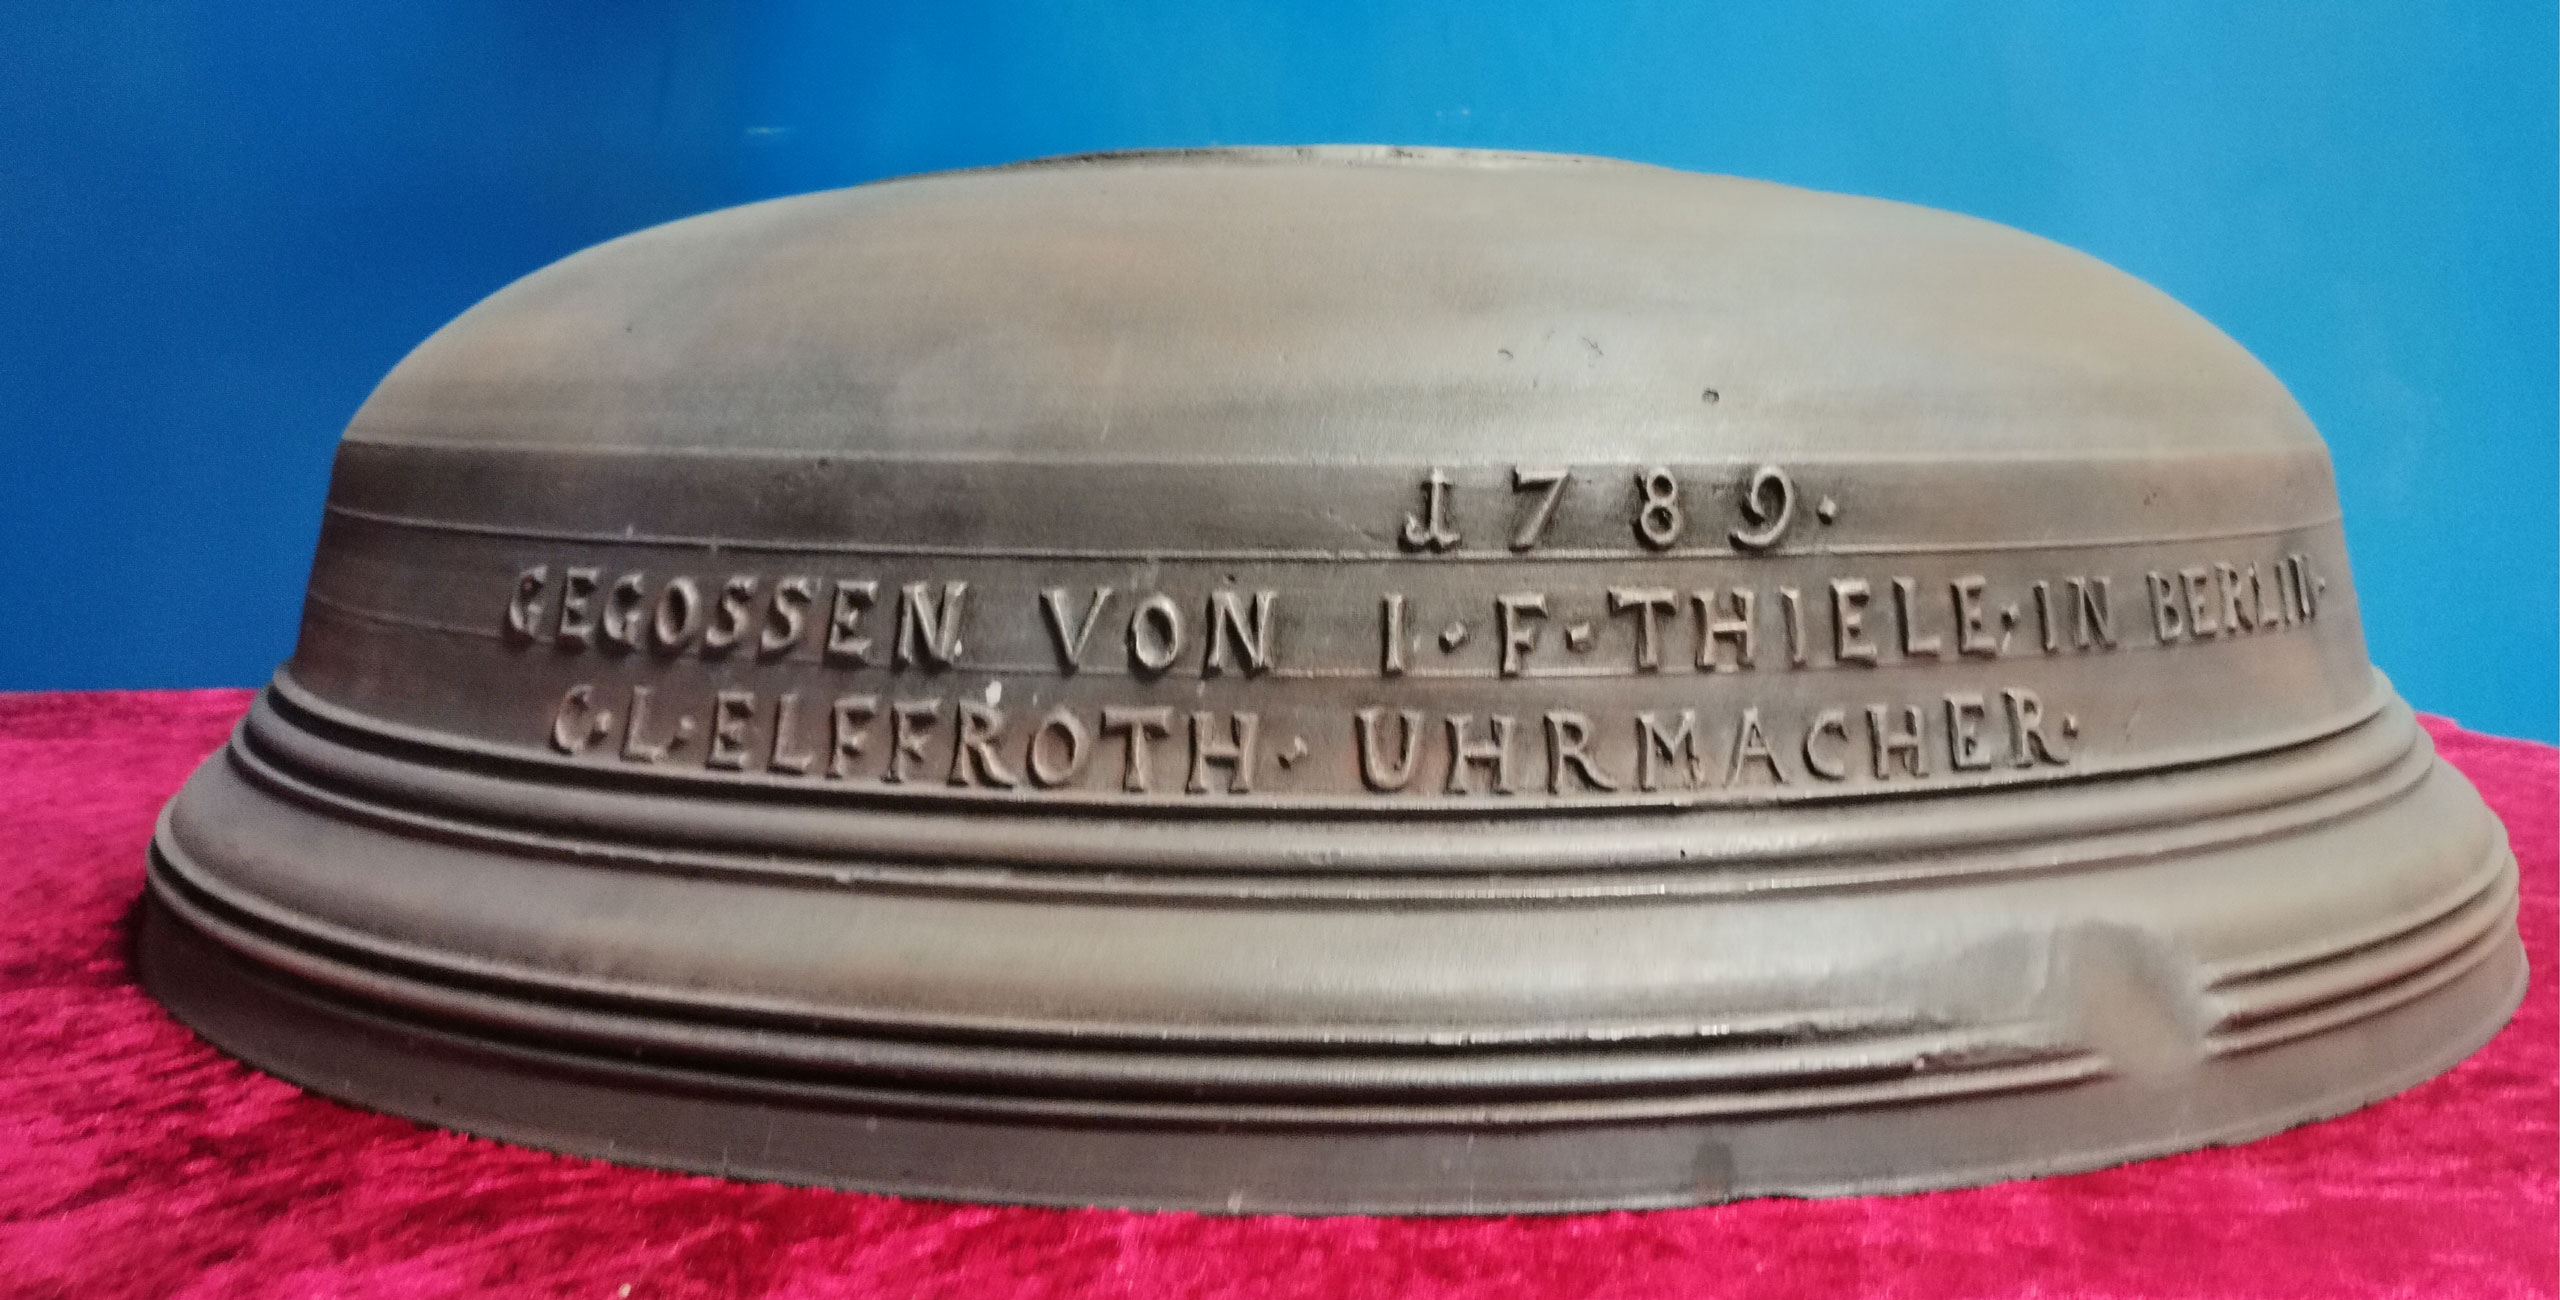 1789.
GEGOSSEN VON I·F·THIELE·IN BERLIN·
C·L·ELFFROTH· UHRMACHER·